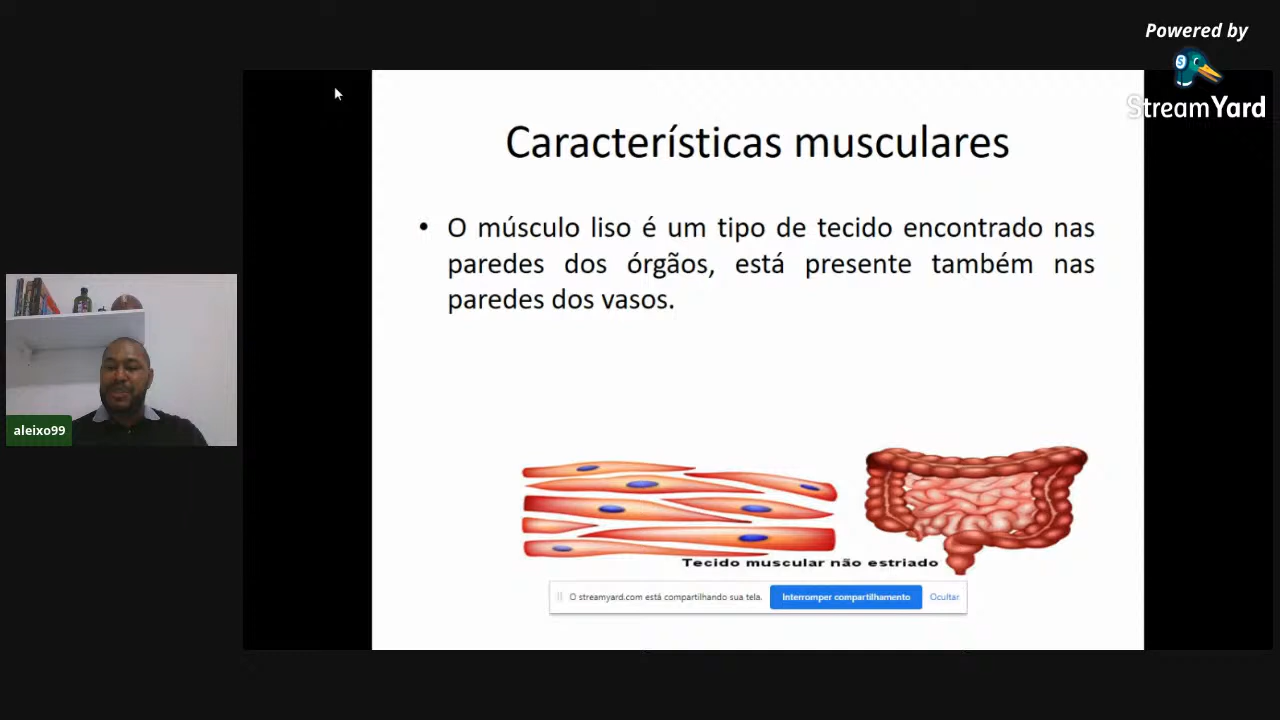 Powered by
StreamYard
Características musculares
• O músculo liso é um tipo de tecido encontrado nas
paredes dos órgãos, está presente também nas
paredes dos vasos.
aleixo99
Tecido muscular não estriado
O streamyard.com está compartilhando sua tela. Interromper compartilhamento Ocultar